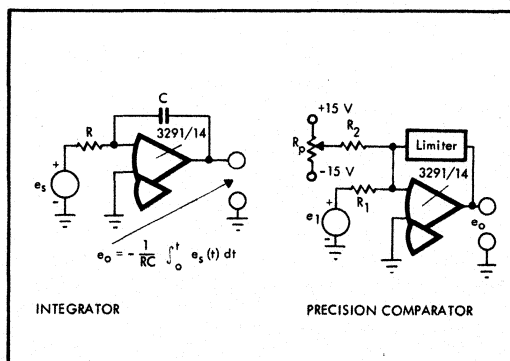 C
R
3291/14
e_s
+
-
e_o = - 1/RC ∫_o^t e_s (t) dt
INTEGRATOR
+15 V
R_p
R_2
-15 V
Limiter
3291/14
R_1
e_1
+
-
e_o
PRECISION COMPARATOR